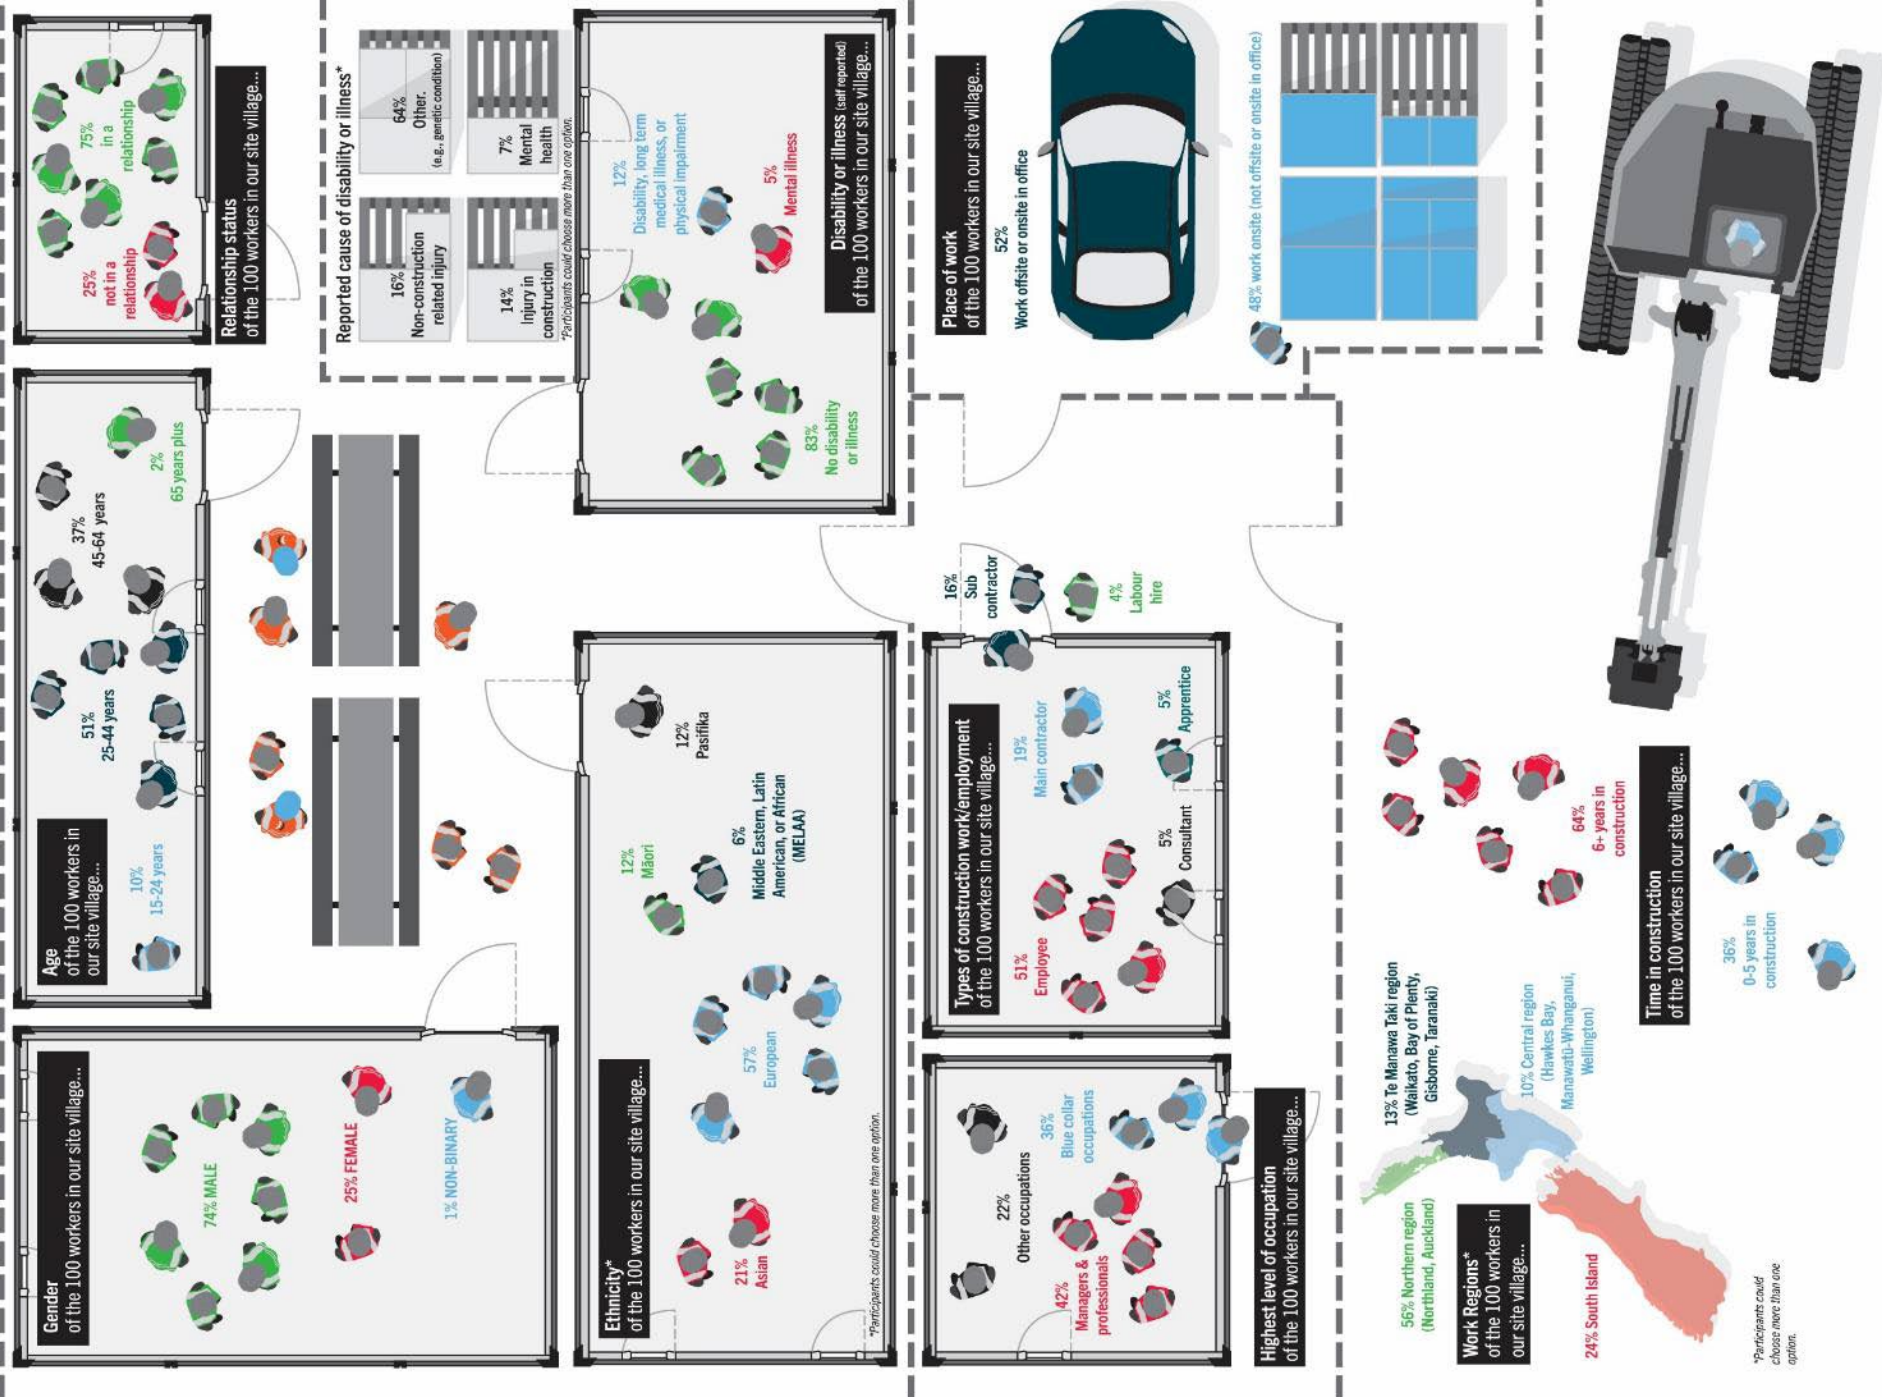 Gender
of the 100 workers in our site village...
74% MALE
25% FEMALE
1% NON-BINARY
Age
of the 100 workers in
our site village...
10%
15-24 years
51%
25-44 years
37%
45-64 years
2%
65 years plus
25%
not in a
relationship
75%
in a
relationship
Relationship status
of the 100 workers in our site village...
Reported cause of disability or illness*
16%
Non-construction
related injury
64%
Other.
(e.g., genetic condition)
14%
Injury in
construction
7%
Mental
health
*Participants could choose more than one option.
Ethnicity*
of the 100 workers in our site village...
21%
Asian
57%
European
12%
Māori
6%
Middle Eastern, Latin
American, or African
(MELAA)
12%
Pasifika
*Participants could choose more than one option.
12%
Disability, long term
medical illness, or
physical impairment
5%
Mental illness
83%
No disability
or illness
Disability or illness (self reported)
of the 100 workers in our site village...
22%
Other occupations
36%
Blue collar
occupations
42%
Managers &
professionals
Highest level of occupation
of the 100 workers in our site village...
Types of construction work/employment
of the 100 workers in our site village...
51%
Employee
19%
Main contractor
5%
Consultant
5%
Apprentice
16%
Sub
contractor
4%
Labour
hire
Place of work
of the 100 workers in our site village...
52%
Work offsite or onsite in office
48% work onsite (not offsite or onsite in office)
13% Te Manawa Taki region
(Waikato, Bay of Plenty,
Gisborne, Taranaki)
56% Northern region
(Northland, Auckland)
10% Central region
(Hawkes Bay,
Manawatū-Whanganui,
Wellington)
Work Regions*
of the 100 workers in
our site village...
24% South Island
*Participants could
choose more than one
option.
64%
6+ years in
construction
Time in construction
of the 100 workers in our site village...
36%
0-5 years in
construction